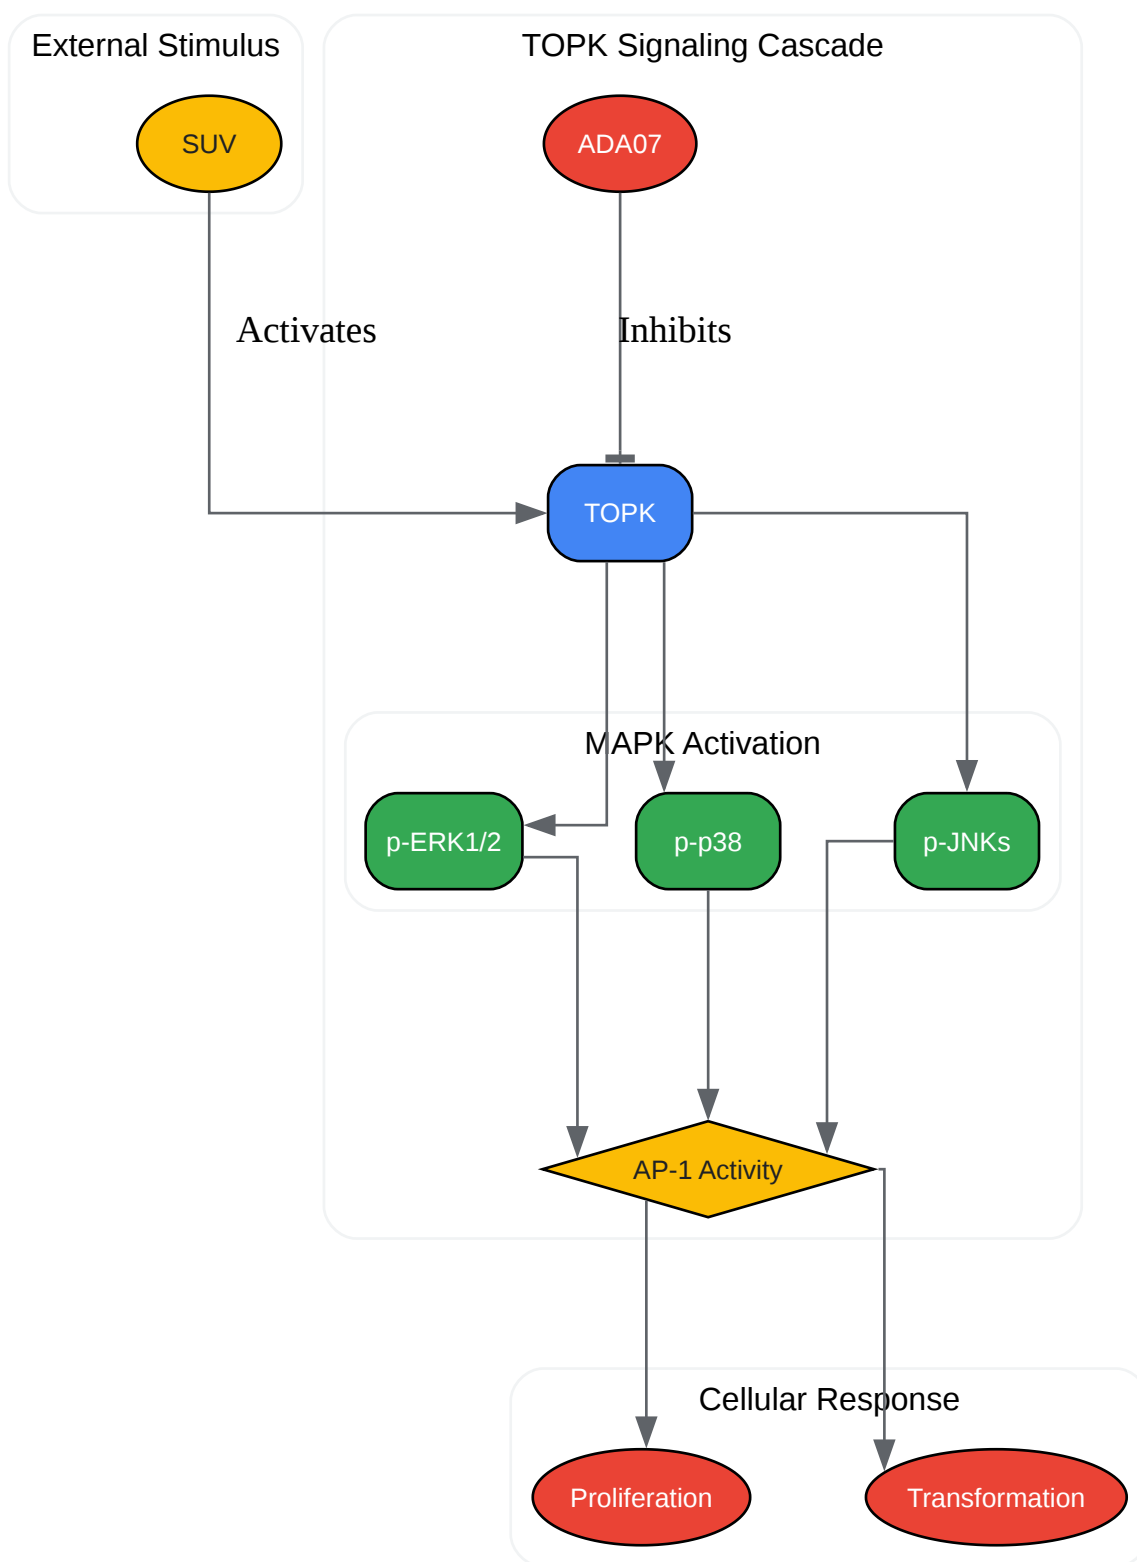 External Stimulus
TOPK Signaling Cascade
SUV
ADA07
Activates
Inhibits
TOPK
MAPK Activation
p-ERK1/2
p-p38
p-JNKs
AP-1 Activity
Cellular Response
Proliferation
Transformation